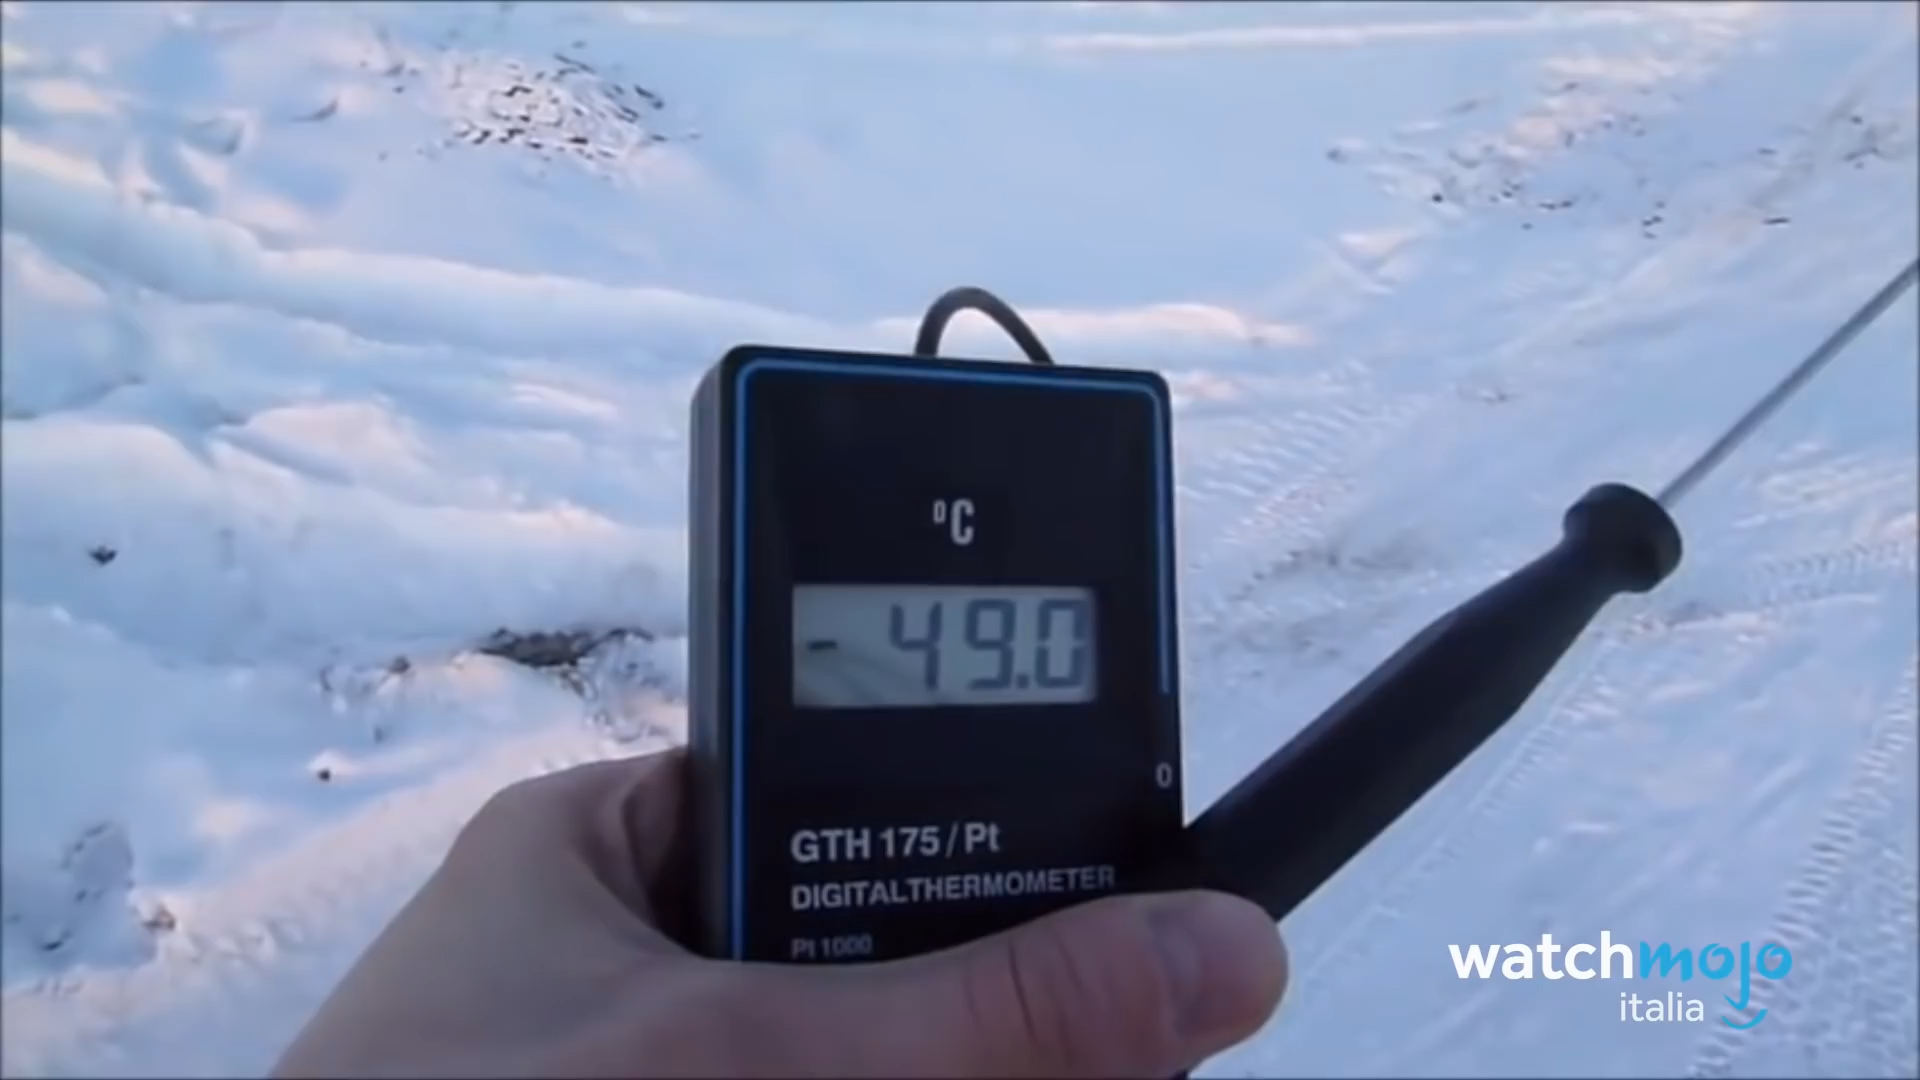 °C
- 49.0
0
GTH 175 / Pt
DIGITALTHERMOMETER
Pt 1000
watchmojo
italia